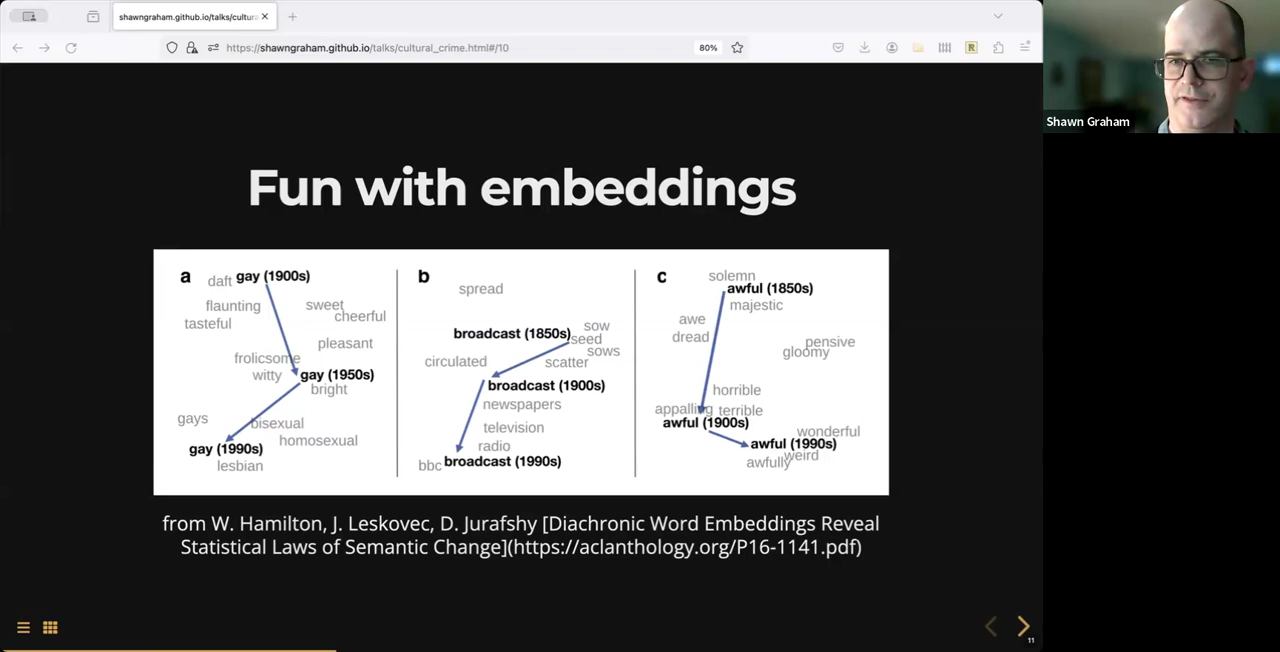 shawngraham.github.io/talks/cultura
https://shawngraham.github.io/talks/cultural_crime.html#/10
80%
R
Shawn Graham
Fun with embeddings
a
daft gay (1900s)
flaunting
sweet
tasteful
cheerful
pleasant
frolicsome
witty
gay (1950s)
bright
gays
bisexual
homosexual
gay (1990s)
lesbian
b
spread
broadcast (1850s)
sow
seed
sows
circulated
scatter
broadcast (1900s)
newspapers
television
radio
bbc broadcast (1990s)
c
solemn
awful (1850s)
majestic
awe
dread
pensive
gloomy
horrible
appalling terrible
awful (1900s)
wonderful
awful (1990s)
weird
awfully
from W. Hamilton, J. Leskovec, D. Jurafshy [Diachronic Word Embeddings Reveal
Statistical Laws of Semantic Change](https://aclanthology.org/P16-1141.pdf)
11